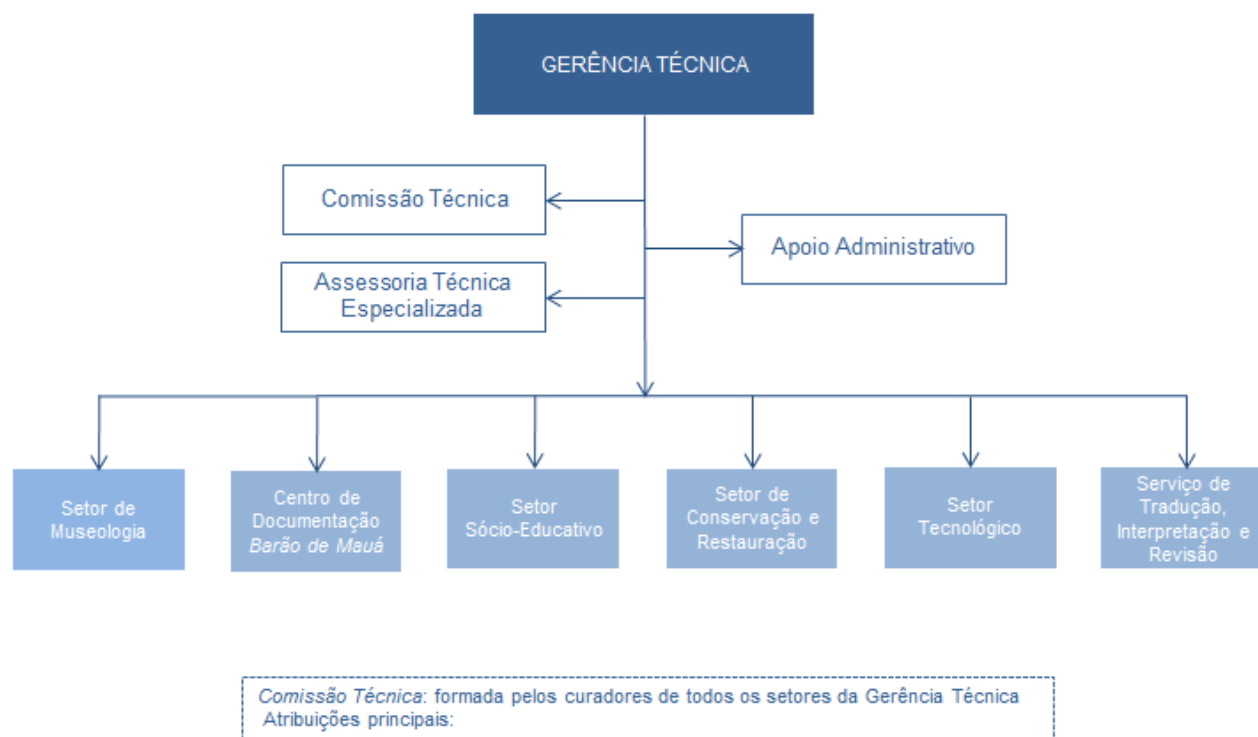 GERÊNCIA TÉCNICA
Comissão Técnica
Apoio Administrativo
Assessoria Técnica
Especializada
Setor de
Museologia
Centro de
Documentação
Barão de Mauá
Setor
Sócio-Educativo
Setor de
Conservação e
Restauração
Setor
Tecnológico
Serviço de
Tradução,
Interpretação e
Revisão
Comissão Técnica: formada pelos curadores de todos os setores da Gerência Técnica
Atribuições principais: